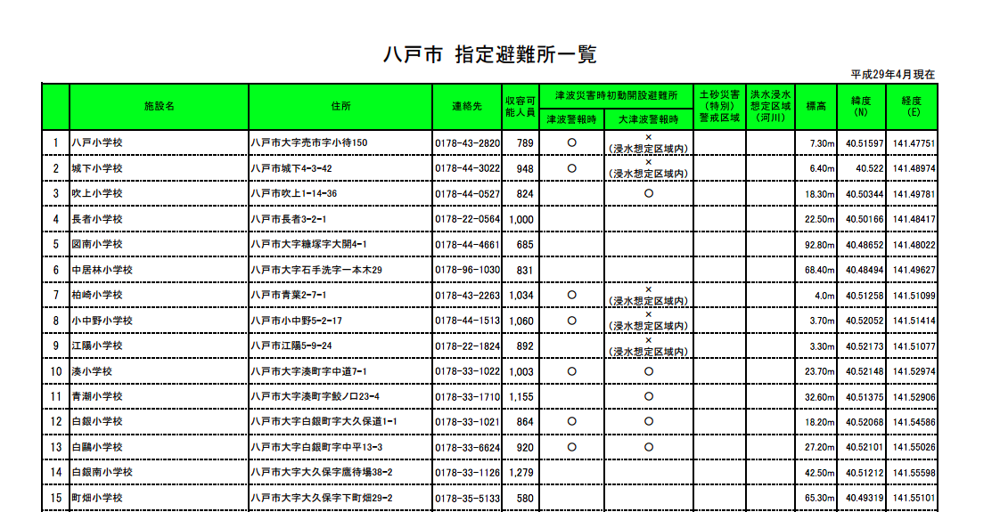 八戸市 指定避難所一覧
平成29年4月現在
施設名 住所 連絡先 収容可能人員 津波災害時初動開設避難所 津波警報時 大津波警報時 土砂災害（特別）警戒区域 洪水浸水想定区域（河川） 標高 緯度（N） 経度（E）
1 八戸小学校 八戸市大字売市字小待150 0178-43-2820 789 〇 ×（浸水想定区域内） 7.30m 40.51597 141.47751
2 城下小学校 八戸市城下4-3-42 0178-44-3022 948 〇 ×（浸水想定区域内） 6.40m 40.522 141.48974
3 吹上小学校 八戸市吹上1-14-36 0178-44-0527 824 〇 18.30m 40.50344 141.49781
4 長者小学校 八戸市長者3-2-1 0178-22-0564 1,000 22.50m 40.50166 141.48417
5 図南小学校 八戸市大字糠塚字大開4-1 0178-44-4661 685 92.80m 40.48652 141.48022
6 中居林小学校 八戸市大字石手洗字一本木29 0178-96-1030 831 68.40m 40.48494 141.49627
7 柏崎小学校 八戸市青葉2-7-1 0178-43-2263 1,034 〇 ×（浸水想定区域内） 4.0m 40.51258 141.51099
8 小中野小学校 八戸市小中野5-2-17 0178-44-1513 1,060 〇 ×（浸水想定区域内） 3.70m 40.52052 141.51414
9 江陽小学校 八戸市江陽5-9-24 0178-22-1824 892 ×（浸水想定区域内） 3.30m 40.52173 141.51077
10 湊小学校 八戸市大字湊町字中道7-1 0178-33-1022 1,003 〇 〇 23.70m 40.52148 141.52974
11 青潮小学校 八戸市大字湊町字鮫ノ口23-4 0178-33-1710 1,155 〇 32.60m 40.51375 141.52906
12 白銀小学校 八戸市大字白銀町字大久保道1-1 0178-33-1021 864 〇 〇 18.20m 40.52068 141.54586
13 白鷗小学校 八戸市大字白銀町字中平13-3 0178-33-6624 920 〇 〇 27.20m 40.52101 141.55026
14 白銀南小学校 八戸市大字大久保字鷹待場38-2 0178-33-1126 1,279 42.50m 40.51212 141.55598
15 町畑小学校 八戸市大字大久保字下町畑29-2 0178-35-5133 580 65.30m 40.49319 141.55101